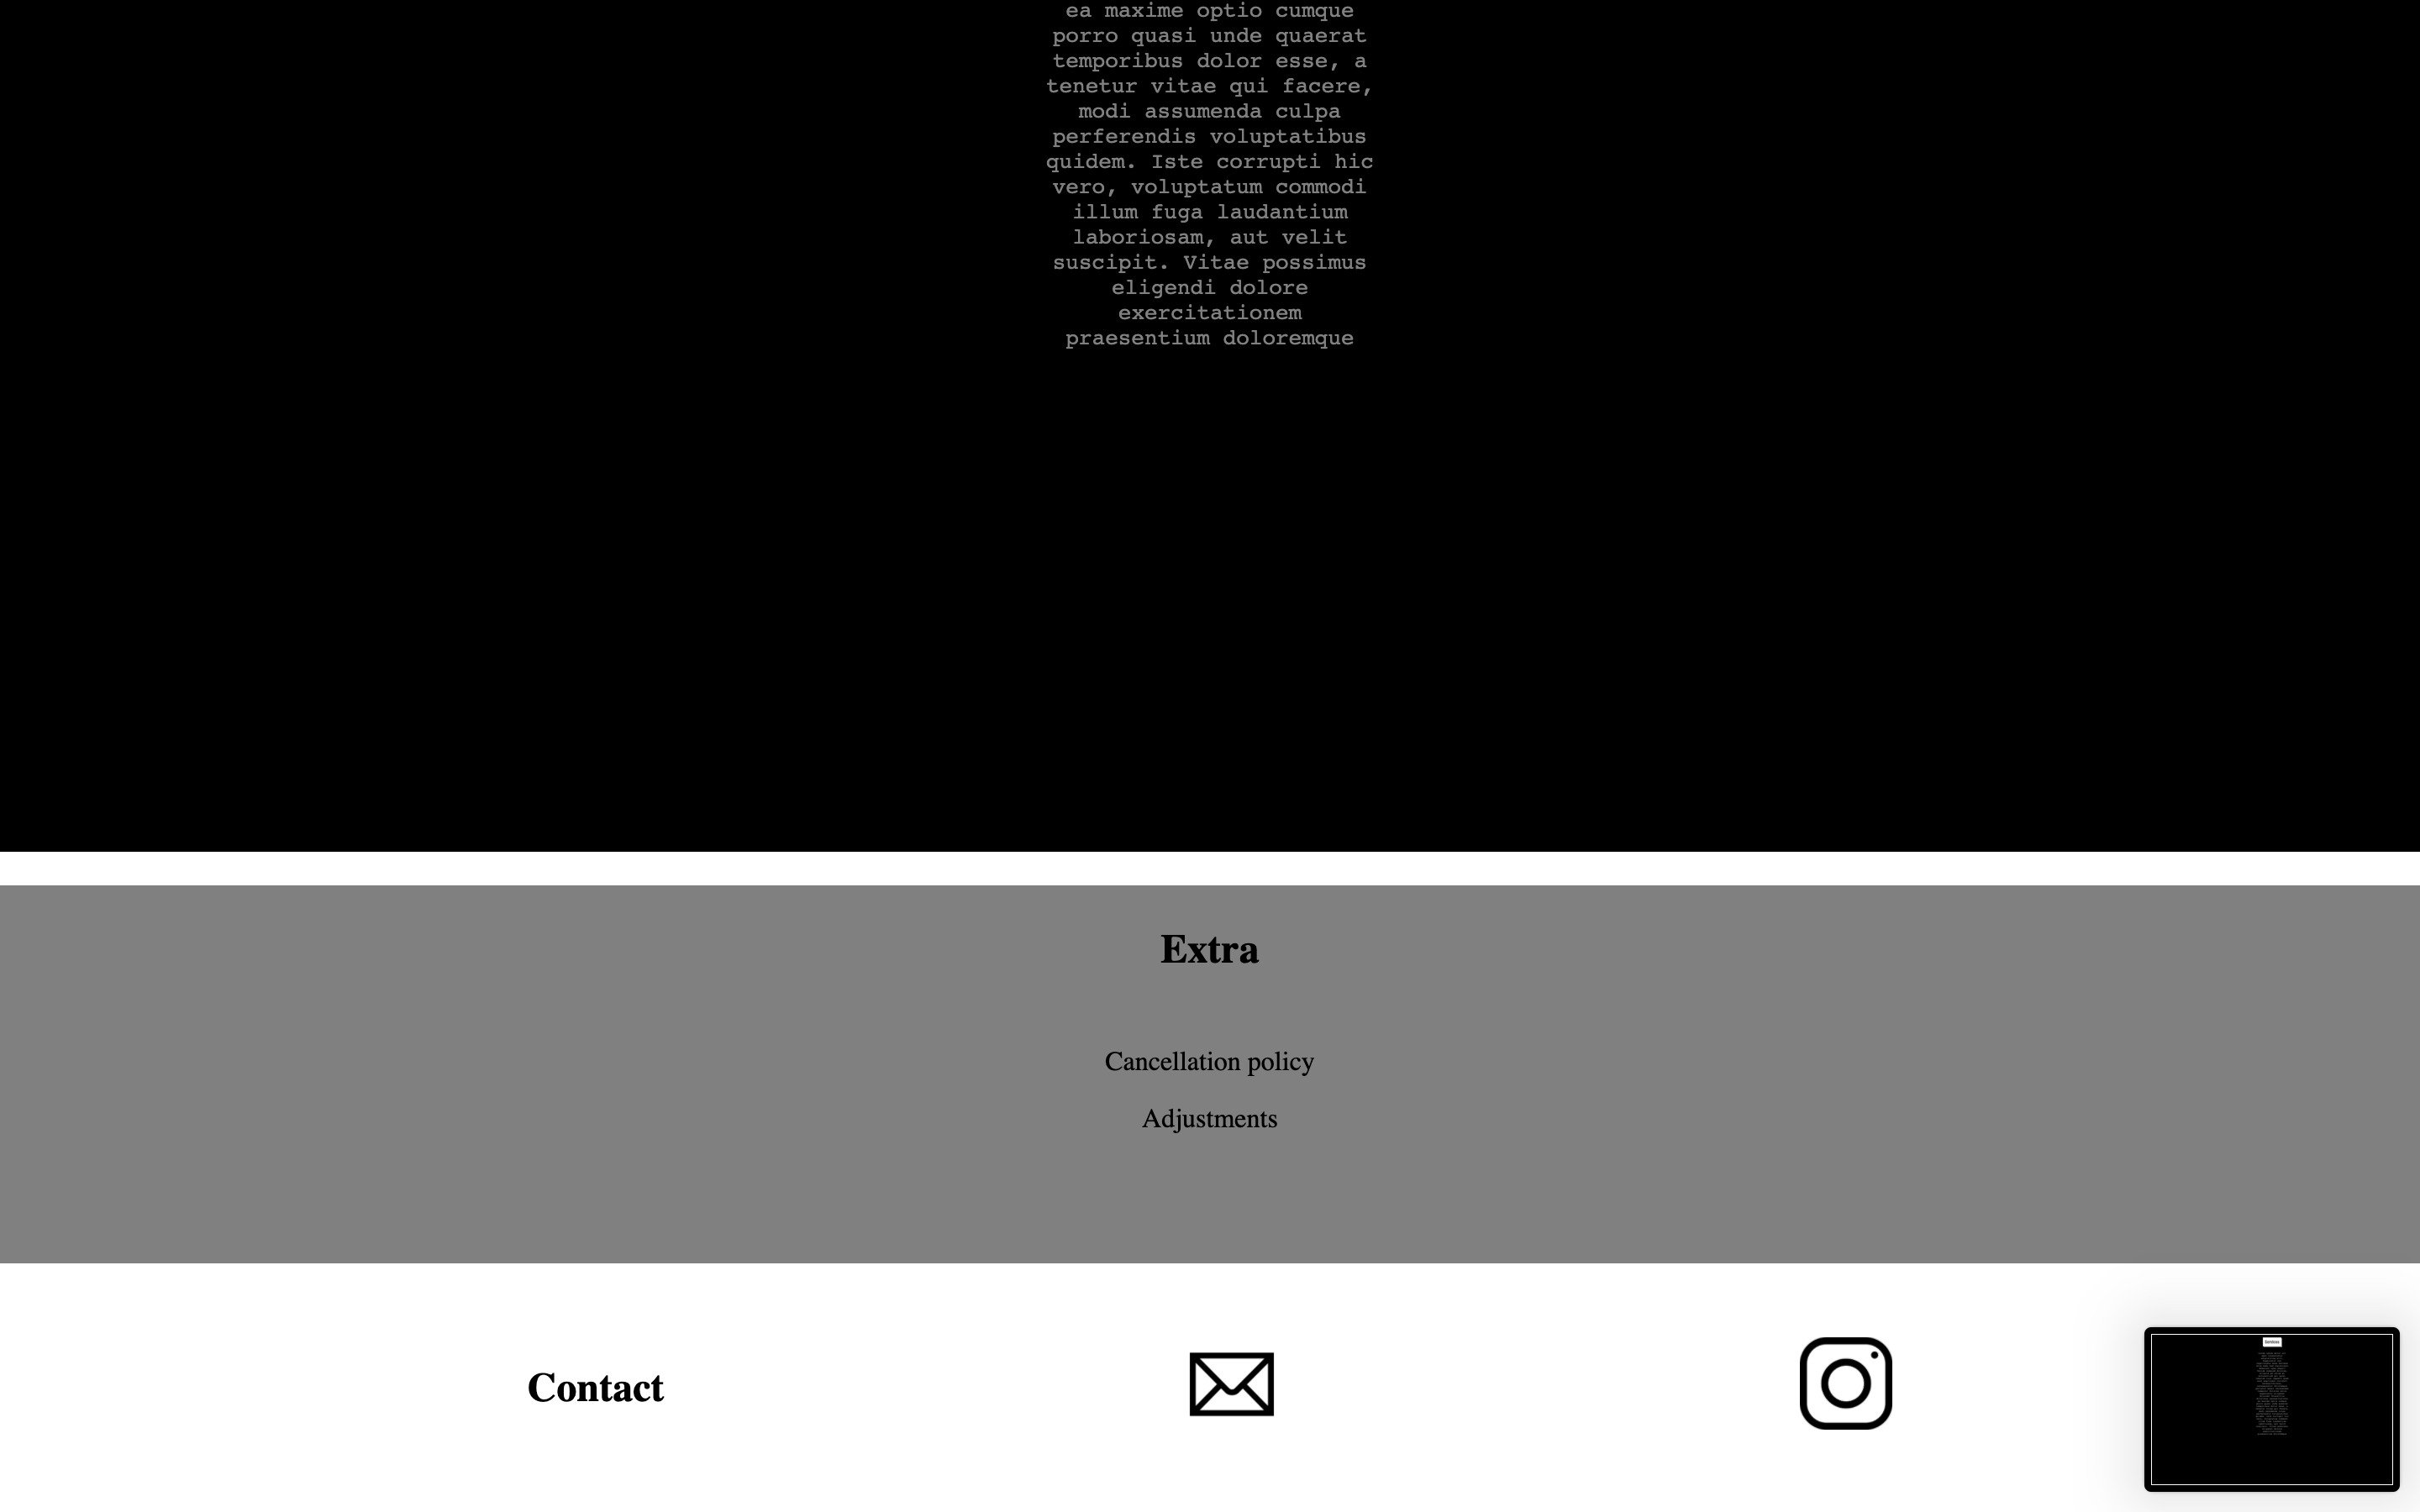 ea maxime optio cumque
porro quasi unde quaerat
temporibus dolor esse, a
tenetur vitae qui facere,
modi assumenda culpa
perferendis voluptatibus
quidem. Iste corrupti hic
vero, voluptatum commodi
illum fuga laudantium
laboriosam, aut velit
suscipit. Vitae possimus
eligendi dolore
exercitationem
praesentium doloremque
Extra
Cancellation policy
Adjustments
Contact